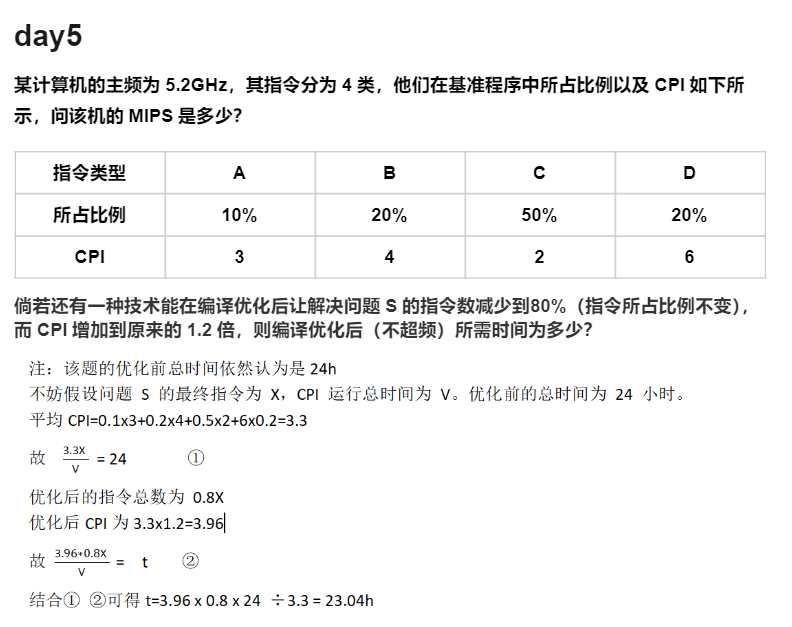 day5
某计算机的主频为 5.2GHz，其指令分为 4 类，他们在基准程序中所占比例以及 CPI 如下所
示，问该机的 MIPS 是多少？
指令类型 A B C D
所占比例 10% 20% 50% 20%
CPI 3 4 2 6
倘若还有一种技术能在编译优化后让解决问题 S 的指令数减少到80%（指令所占比例不变），
而 CPI 增加到原来的 1.2 倍，则编译优化后（不超频）所需时间为多少？
注：该题的优化前总时间依然认为是 24h
不妨假设问题 S 的最终指令为 X，CPI 运行总时间为 V。优化前的总时间为 24 小时。
平均 CPI=0.1x3+0.2x4+0.5x2+6x0.2=3.3
故 3.3X/V = 24 ①
优化后的指令总数为 0.8X
优化后 CPI 为 3.3x1.2=3.96
故 3.96*0.8X/V = t ②
结合① ②可得 t=3.96 x 0.8 x 24 ÷3.3 = 23.04h